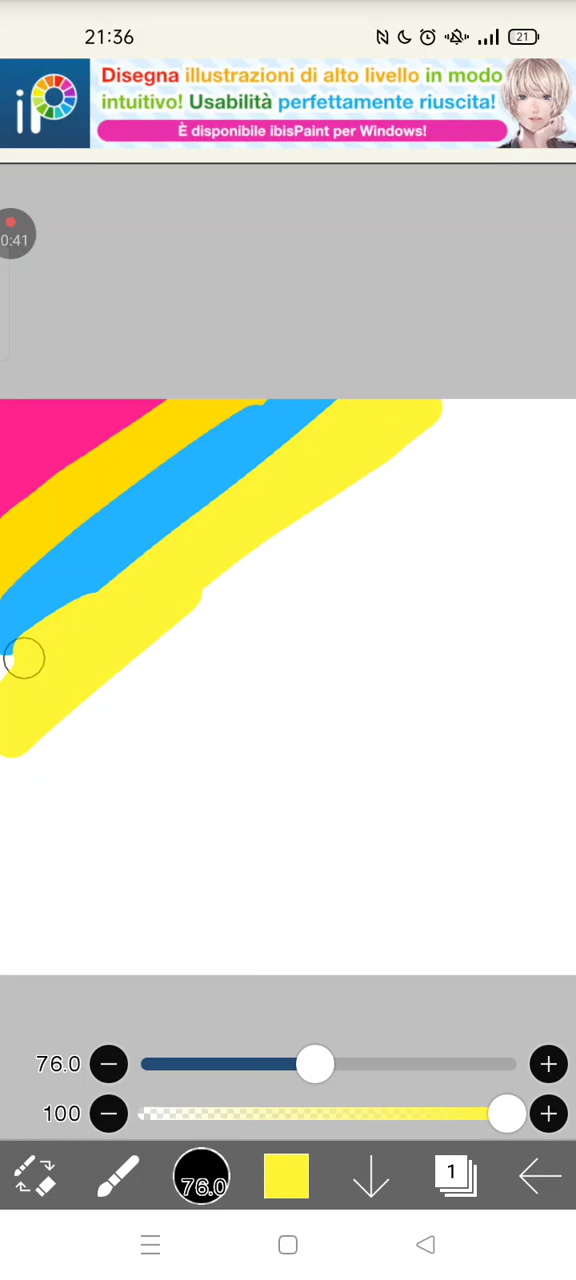 21:36
21
iP
Disegna illustrazioni di alto livello in modo
intuitivo! Usabilità perfettamente riuscita!
È disponibile ibisPaint per Windows!
0:41
76.0
100
76.0
1